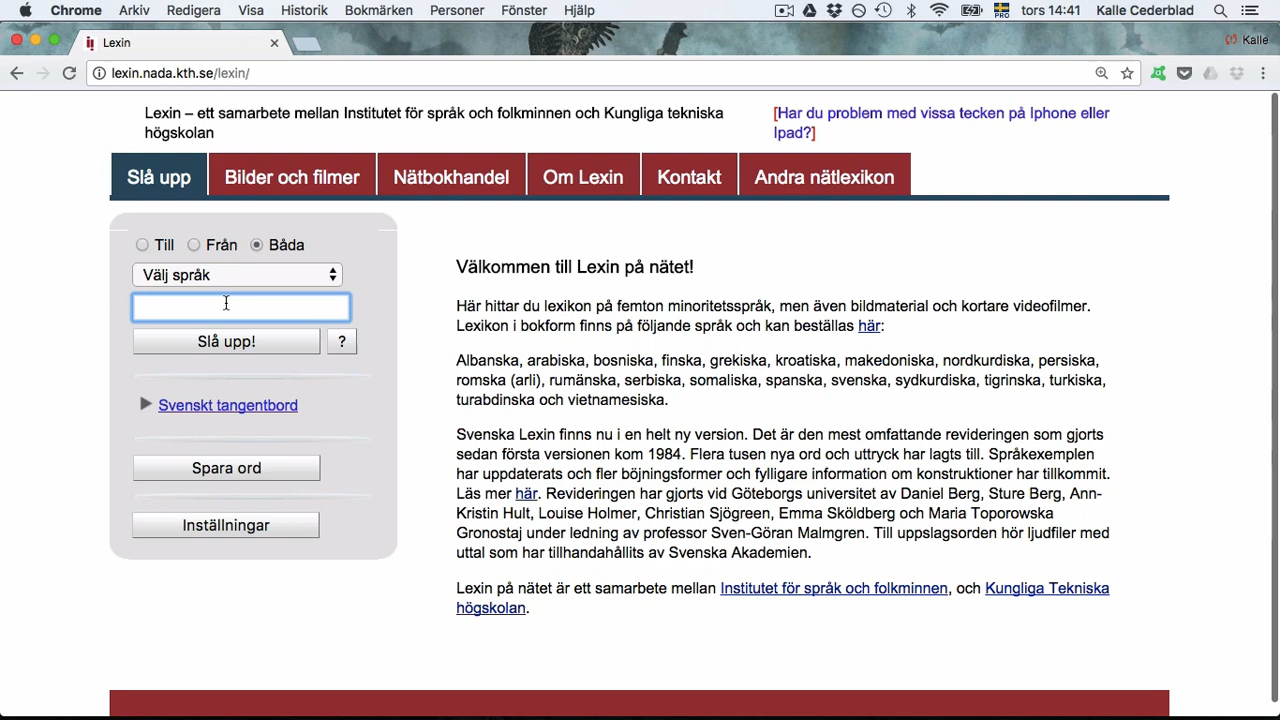 Chrome Arkiv Redigera Visa Historik Bokmärken Personer Fönster Hjälp PRO tors 14:41 Kalle Cederblad
Lexin Kalle
lexin.nada.kth.se/lexin/
Lexin – ett samarbete mellan Institutet för språk och folkminnen och Kungliga tekniska
högskolan
[Har du problem med vissa tecken på Iphone eller
Ipad?]
Slå upp Bilder och filmer Nätbokhandel Om Lexin Kontakt Andra nätlexikon
Till Från Båda
Välj språk
Slå upp! ?
Svenskt tangentbord
Spara ord
Inställningar
Välkommen till Lexin på nätet!
Här hittar du lexikon på femton minoritetsspråk, men även bildmaterial och kortare videofilmer.
Lexikon i bokform finns på följande språk och kan beställas här:
Albanska, arabiska, bosniska, finska, grekiska, kroatiska, makedoniska, nordkurdiska, persiska,
romska (arli), rumänska, serbiska, somaliska, spanska, svenska, sydkurdiska, tigrinska, turkiska,
turabdinska och vietnamesiska.
Svenska Lexin finns nu i en helt ny version. Det är den mest omfattande revideringen som gjorts
sedan första versionen kom 1984. Flera tusen nya ord och uttryck har lagts till. Språkexemplen
har uppdaterats och fler böjningsformer och fylligare information om konstruktioner har tillkommit.
Läs mer här. Revideringen har gjorts vid Göteborgs universitet av Daniel Berg, Sture Berg, Ann-
Kristin Hult, Louise Holmer, Christian Sjögreen, Emma Sköldberg och Maria Toporowska
Gronostaj under ledning av professor Sven-Göran Malmgren. Till uppslagsorden hör ljudfiler med
uttal som har tillhandahållits av Svenska Akademien.
Lexin på nätet är ett samarbete mellan Institutet för språk och folkminnen, och Kungliga Tekniska
högskolan.